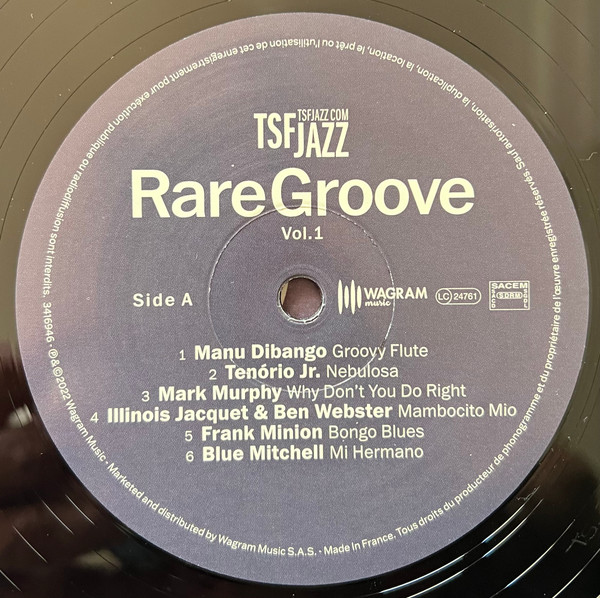 TSFJAZZ.COM
TSF JAZZ
Rare Groove
Vol.1
Side A
WAGRAM
music
LC 24761
SACEM
SDRM
1 Manu Dibango Groovy Flute
2 Tenório Jr. Nebulosa
3 Mark Murphy Why Don't You Do Right
4 Illinois Jacquet & Ben Webster Mambocito Mio
5 Frank Minion Bongo Blues
6 Blue Mitchell Mi Hermano
3416946 · ℗&©2022 Wagram Music · Marketed and distributed by Wagram Music S.A.S. · Made in France. Tous droits du producteur de phonogramme et du propriétaire de l'œuvre enregistrée réservés. Sauf autorisation, la duplication, la location, le prêt ou l'utilisation de cet enregistrement pour exécution publique ou radiodiffusion sont interdits.